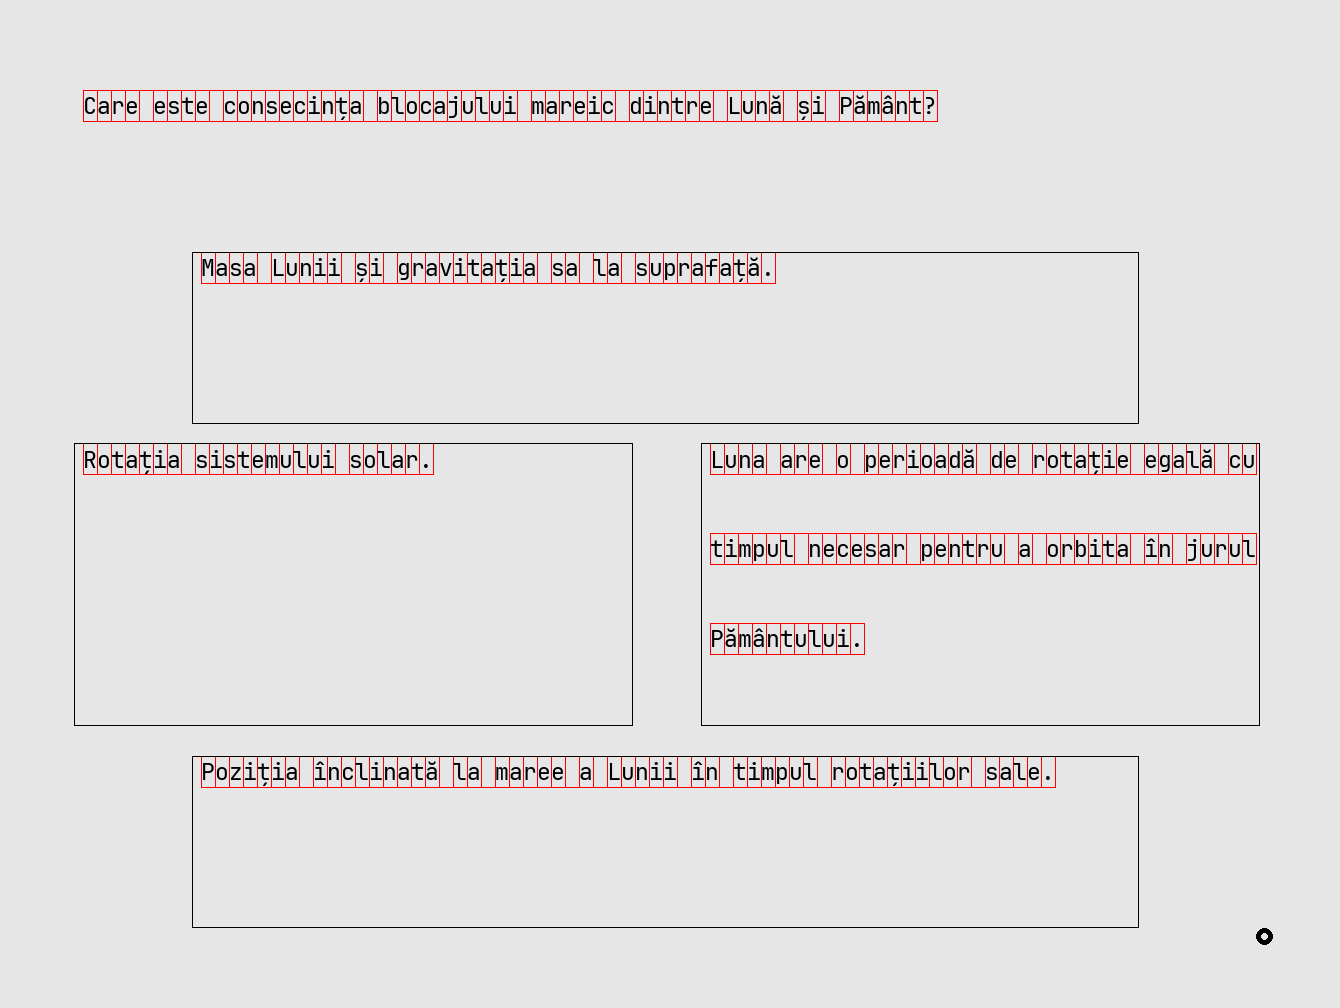 Care este consecința blocajului mareic dintre Lună și Pământ?
Masa Lunii și gravitația sa la suprafață.
Rotația sistemului solar.
Luna are o perioadă de rotație egală cu
timpul necesar pentru a orbita în jurul
Pământului.
Poziția înclinată la maree a Lunii în timpul rotațiilor sale.